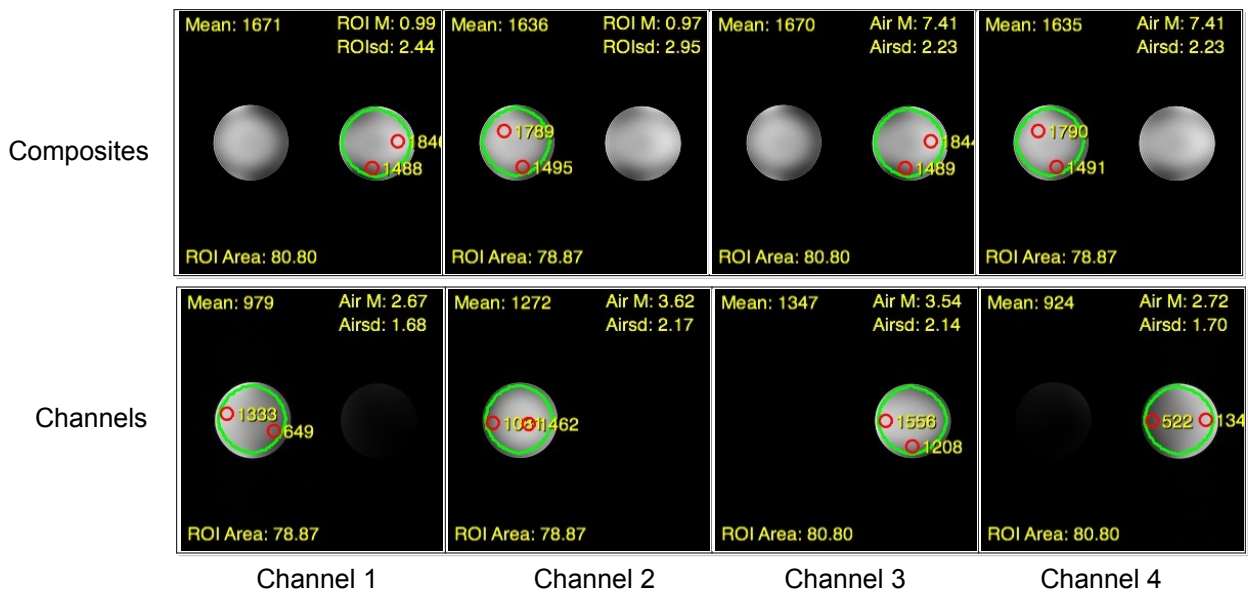 Mean: 1671 ROI M: 0.99
ROIsd: 2.44
1488
ROI Area: 80.80
Mean: 1636 ROI M: 0.97
ROIsd: 2.95
1789
1495
ROI Area: 78.87
Mean: 1670 Air M: 7.41
Airsd: 2.23
1844
1489
ROI Area: 80.80
Mean: 1635 Air M: 7.41
Airsd: 2.23
1790
1491
ROI Area: 78.87
Composites
Mean: 979 Air M: 2.67
Airsd: 1.68
1333
649
ROI Area: 78.87
Mean: 1272 Air M: 3.62
Airsd: 2.17
1462
ROI Area: 78.87
Mean: 1347 Air M: 3.54
Airsd: 2.14
1556
1208
ROI Area: 80.80
Mean: 924 Air M: 2.72
Airsd: 1.70
522 134
ROI Area: 80.80
Channels
Channel 1 Channel 2 Channel 3 Channel 4